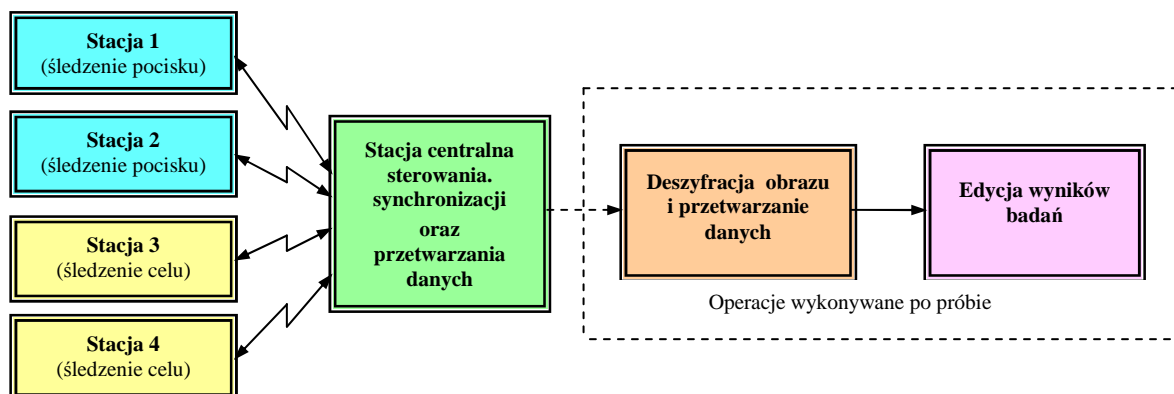 Stacja 1
(śledzenie pocisku)
Stacja 2
(śledzenie pocisku)
Stacja 3
(śledzenie celu)
Stacja 4
(śledzenie celu)
Stacja centralna
sterowania.
synchronizacji
oraz
przetwarzania
danych
Deszyfracja obrazu
i przetwarzanie
danych
Edycja wyników
badań
Operacje wykonywane po próbie